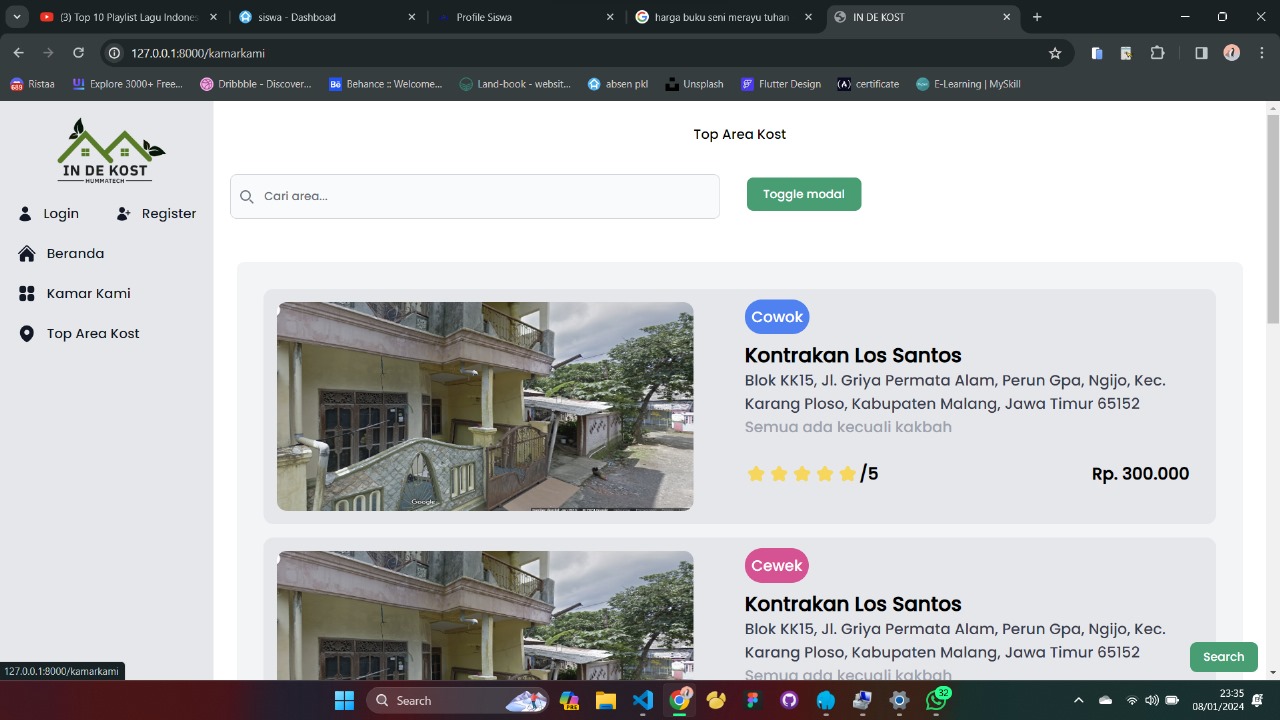 (3) Top 10 Playlist Lagu Indones
siswa - Dashboad
Profile Siswa
harga buku seni merayu tuhan
IN DE KOST
127.0.0.1:8000/kamarkami
Ristaa
Explore 3000+ Free...
Dribbble - Discover...
Behance :: Welcome...
Land-book - websit...
absen pkl
Unsplash
Flutter Design
certificate
E-Learning | MySkill
IN DE KOST
HUMMATECH
Login
Register
Beranda
Kamar Kami
Top Area Kost
Top Area Kost
Cari area...
Toggle modal
Cowok
Kontrakan Los Santos
Blok KK15, Jl. Griya Permata Alam, Perun Gpa, Ngijo, Kec.
Karang Ploso, Kabupaten Malang, Jawa Timur 65152
Semua ada kecuali kakbah
/5
Rp. 300.000
Google
Cewek
Kontrakan Los Santos
Blok KK15, Jl. Griya Permata Alam, Perun Gpa, Ngijo, Kec.
Karang Ploso, Kabupaten Malang, Jawa Timur 65152
Semua ada kecuali kakbah
Search
127.0.0.1:8000/kamarkami
Search
PRE
32
23:35
08/01/2024